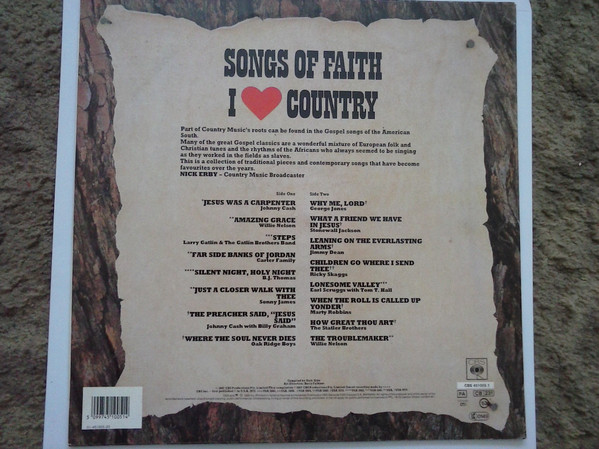 SONGS OF FAITH
I ❤ COUNTRY
Part of Country Music's roots can be found in the Gospel songs of the American
South.
Many of the great Gospel classics are a wonderful mixture of European folk and
Christian tunes and the rhythms of the Africans who always seemed to be singing
as they worked in the fields as slaves.
This is a collection of traditional pieces and contemporary songs that have become
favourites over the years.
NICK ERBY – Country Music Broadcaster
Side One
*JESUS WAS A CARPENTER
Johnny Cash
**AMAZING GRACE
Willie Nelson
***STEPS
Larry Gatlin & The Gatlin Brothers Band
**FAR SIDE BANKS OF JORDAN
Carter Family
****SILENT NIGHT, HOLY NIGHT
B.J. Thomas
**JUST A CLOSER WALK WITH
THEE
Sonny James
**THE PREACHER SAID, "JESUS
SAID"
Johnny Cash with Billy Graham
†WHERE THE SOUL NEVER DIES
Oak Ridge Boys
Side Two
WHY ME, LORD†
George Jones
WHAT A FRIEND WE HAVE
IN JESUS†
Stonewall Jackson
LEANING ON THE EVERLASTING
ARMS†
Jimmy Dean
CHILDREN GO WHERE I SEND
THEE††
Ricky Skaggs
LONESOME VALLEY***
Earl Scruggs with Tom T. Hall
WHEN THE ROLL IS CALLED UP
YONDER†
Marty Robbins
HOW GREAT THOU ART†
The Statler Brothers
THE TROUBLEMAKER**
Willie Nelson
CBS
5 099745 100214